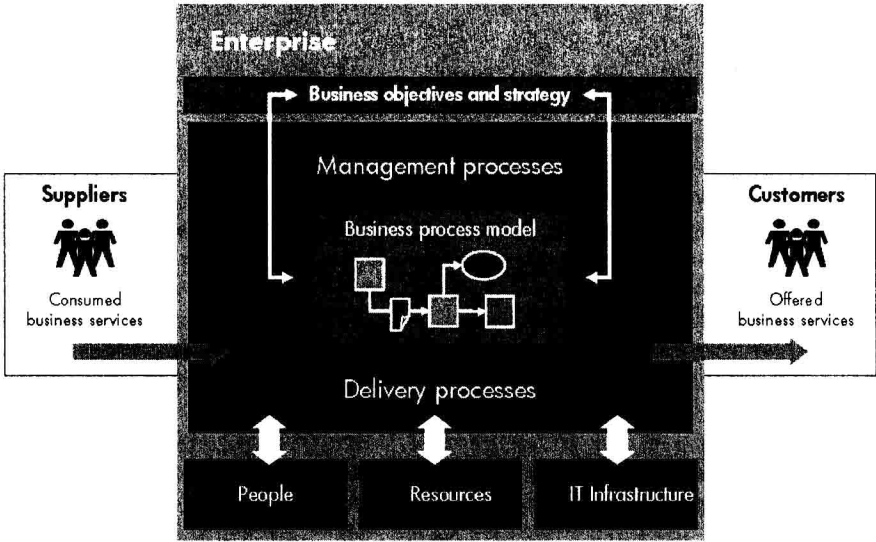 Enterprise
Business objectives and strategy
Management processes
Suppliers
Customers
Business process model
Consumed
business services
Offered
business services
Delivery processes
People
Resources
IT Infrastructure